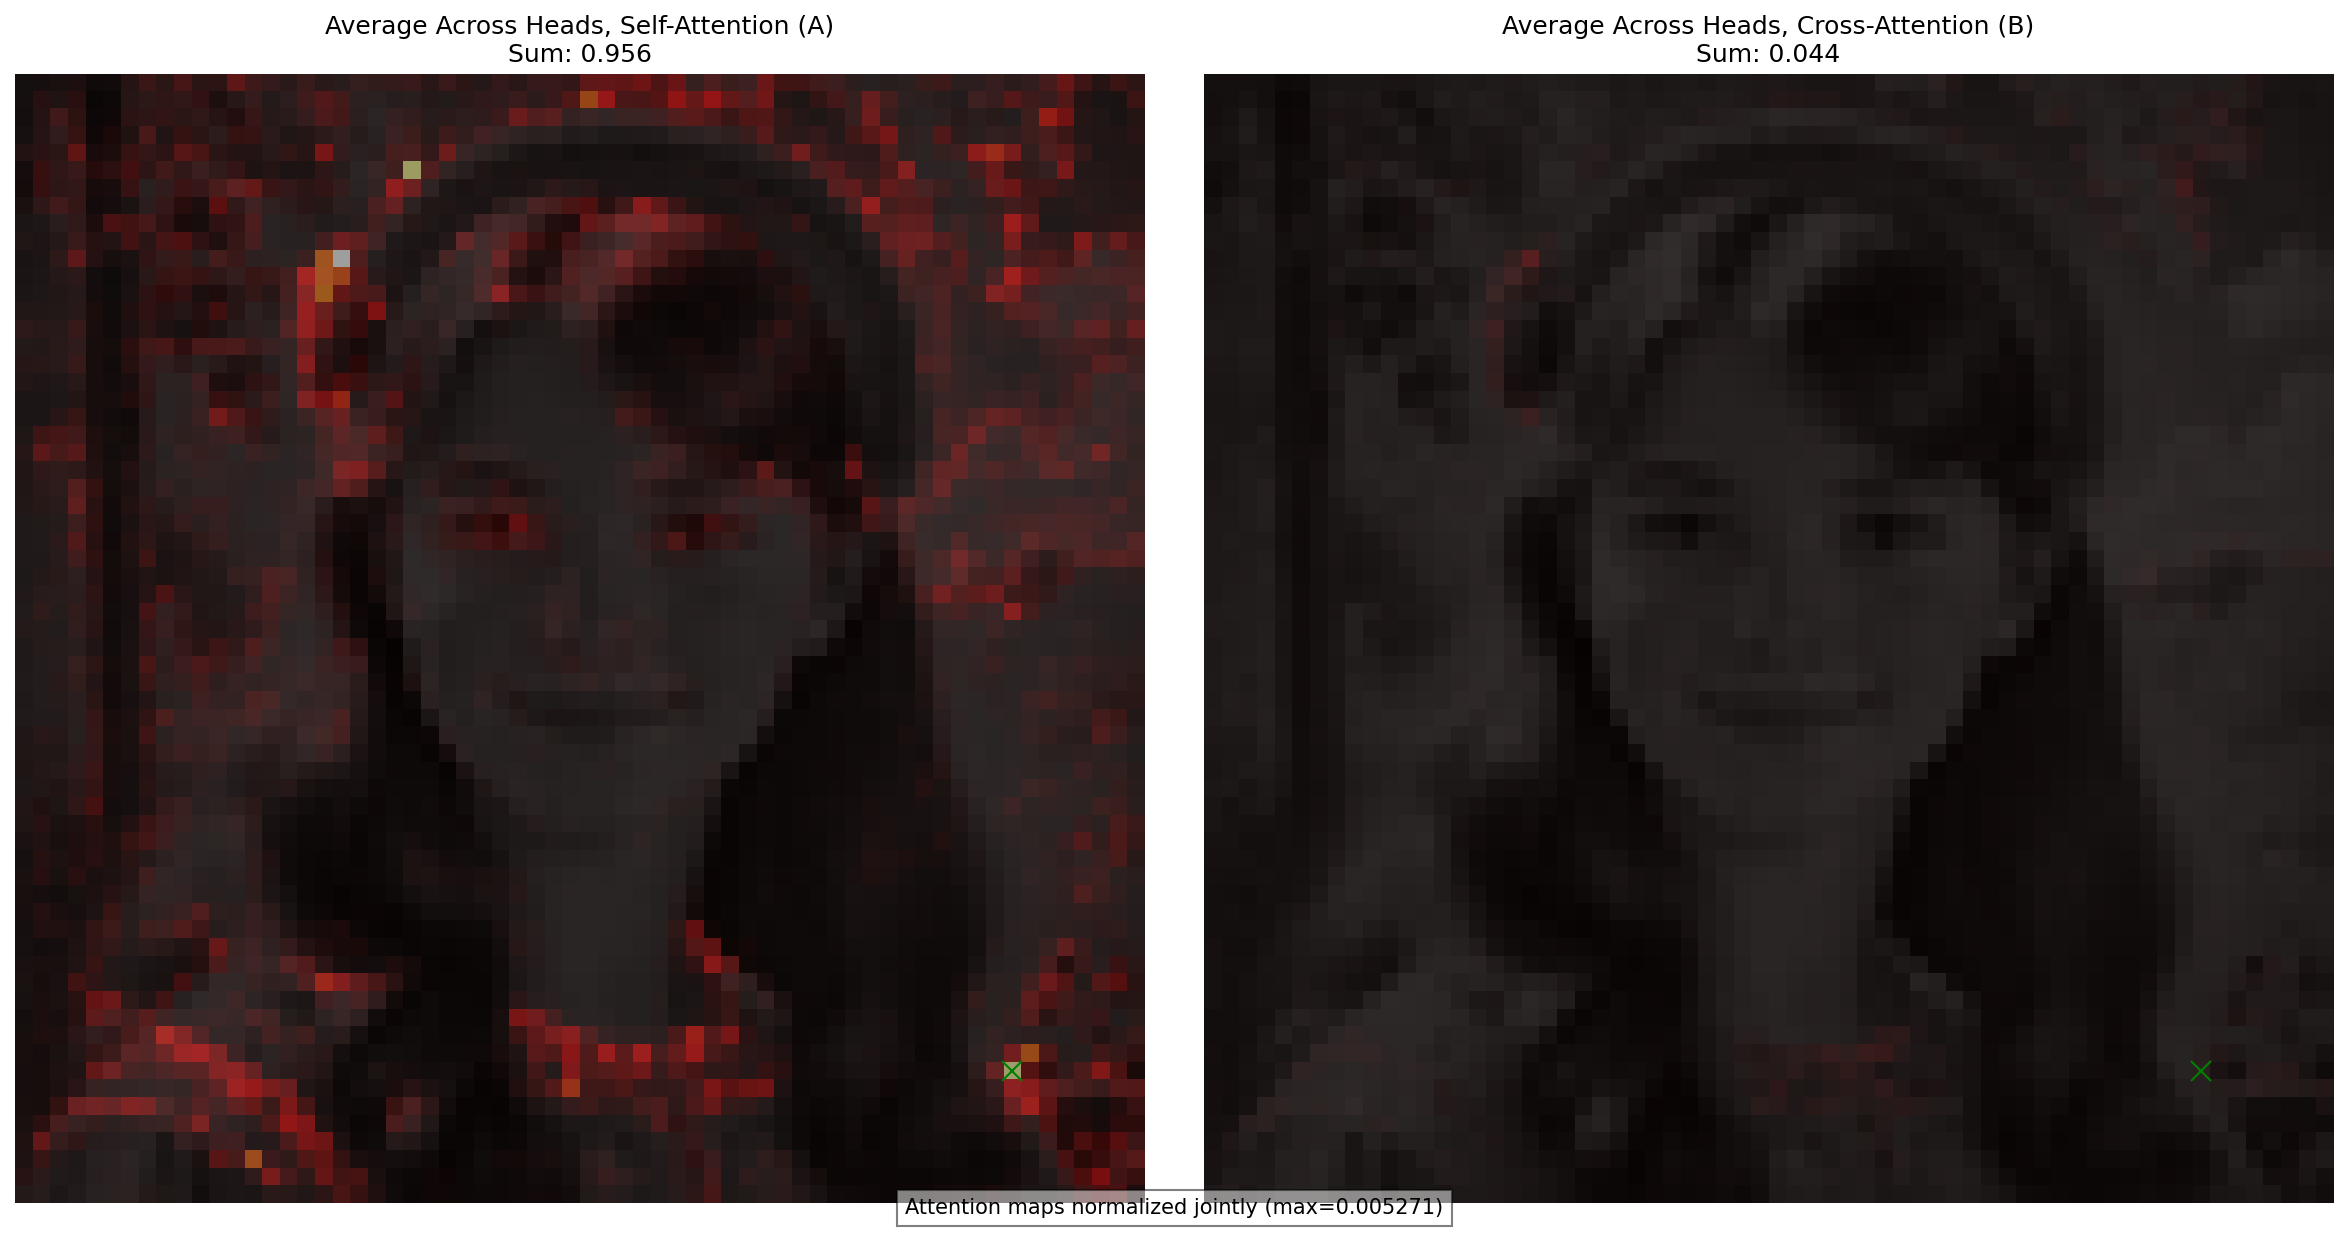 Average Across Heads, Self-Attention (A)
Sum: 0.956
Average Across Heads, Cross-Attention (B)
Sum: 0.044
Attention maps normalized jointly (max=0.005271)